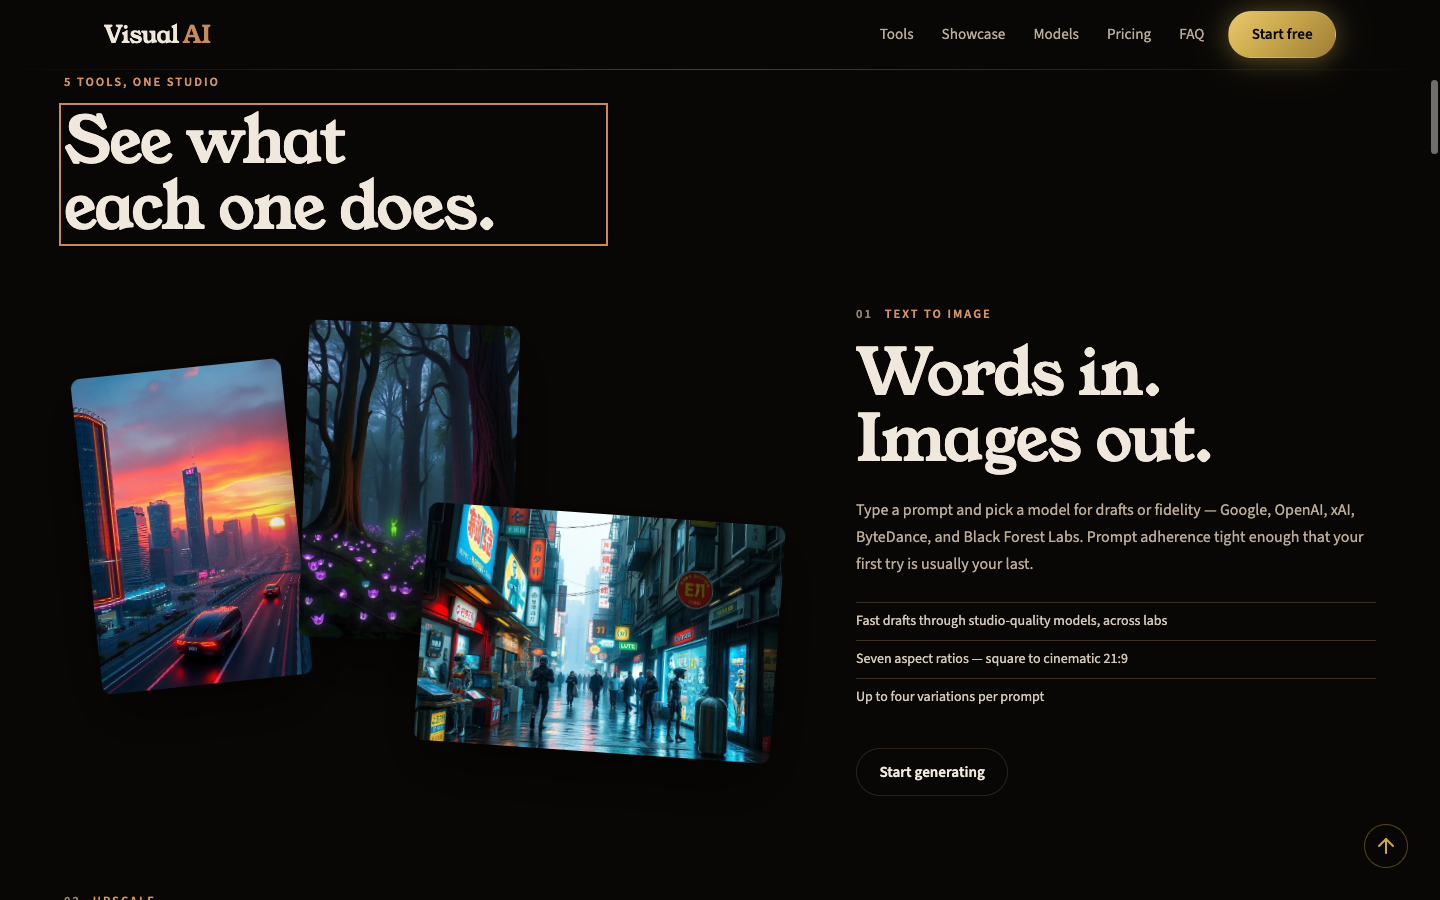 Visual AI
Tools Showcase Models Pricing FAQ Start free
5 TOOLS, ONE STUDIO
See what
each one does.
01 TEXT TO IMAGE
Words in.
Images out.
Type a prompt and pick a model for drafts or fidelity — Google, OpenAI, xAI,
ByteDance, and Black Forest Labs. Prompt adherence tight enough that your
first try is usually your last.
Fast drafts through studio-quality models, across labs
Seven aspect ratios — square to cinematic 21:9
Up to four variations per prompt
Start generating